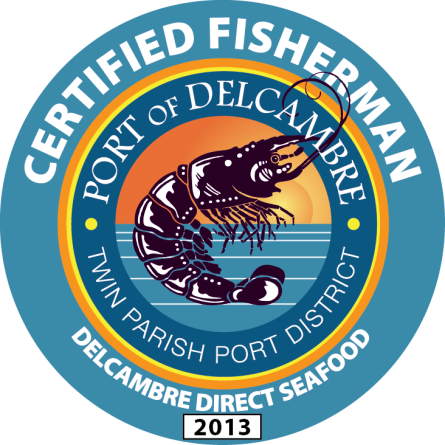 CERTIFIED FISHERMAN
PORT OF DELCAMBRE
TWIN PARISH PORT DISTRICT
DELCAMBRE DIRECT SEAFOOD
2013